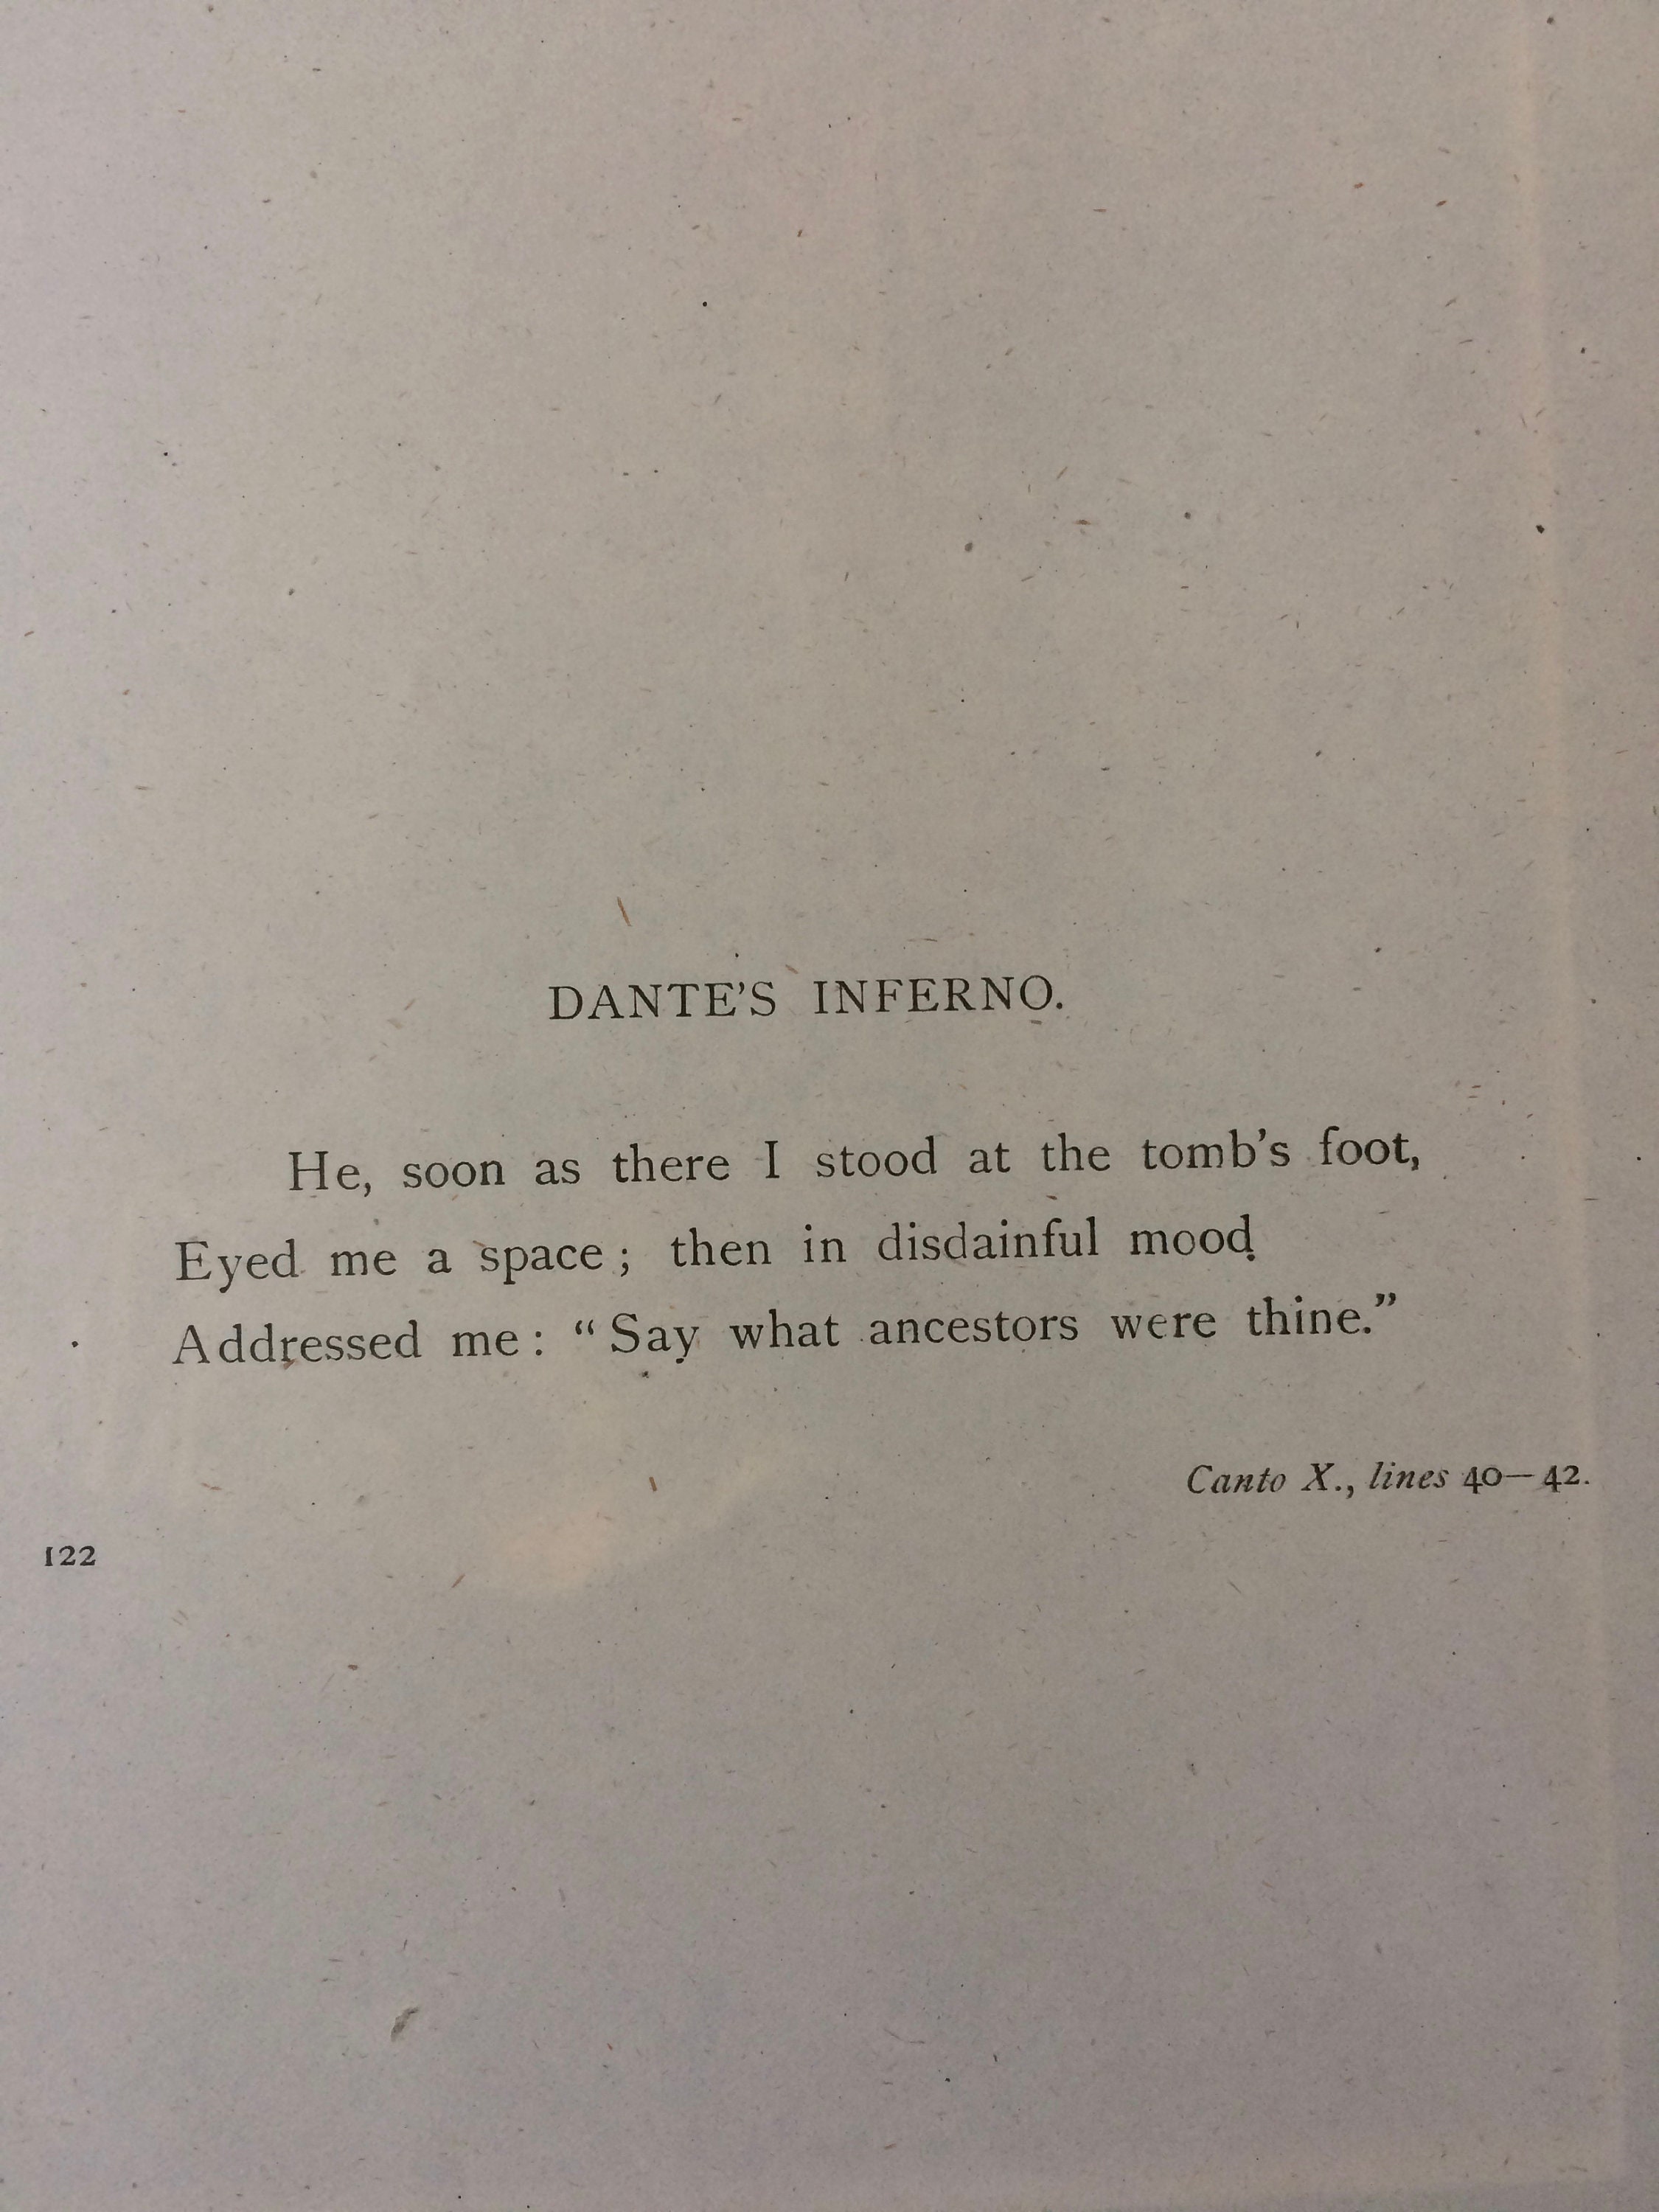 DANTE’S INFERNO.
He, soon as there I stood at the tomb’s foot,
Eyed me a space ; then in disdainful mood
Addressed me : “ Say what ancestors were thine.”
Canto X., lines 40—42.
122